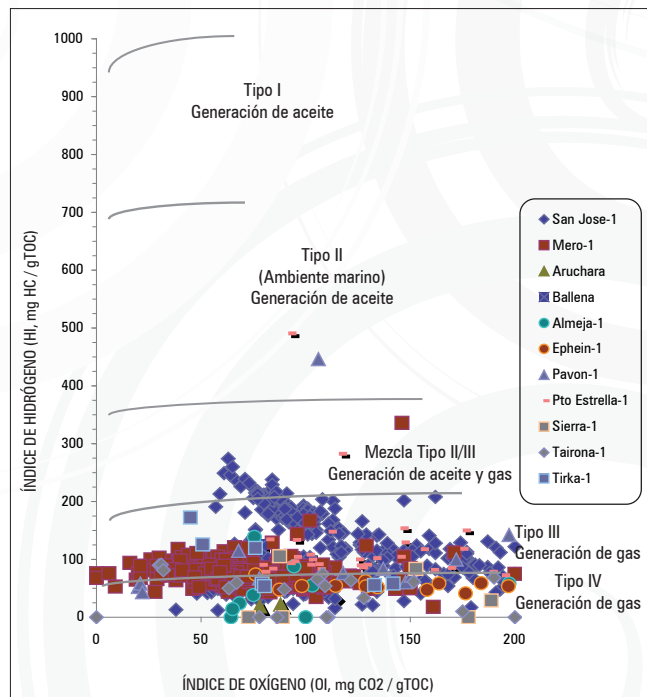 ÍNDICE DE HIDRÓGENO (HI, mg HC / gTOC)
1000
900
800
700
600
500
400
300
200
100
0
Tipo I
Generación de aceite
Tipo II
(Ambiente marino)
Generación de aceite
Mezcla Tipo II/III
Generación de aceite y gas
Tipo III
Generación de gas
Tipo IV
Generación de gas
San Jose-1
Mero-1
Aruchara
Ballena
Almeja-1
Ephein-1
Pavon-1
Pto Estrella-1
Sierra-1
Tairona-1
Tirka-1
0 50 100 150 200
ÍNDICE DE OXÍGENO (OI, mg CO2 / gTOC)